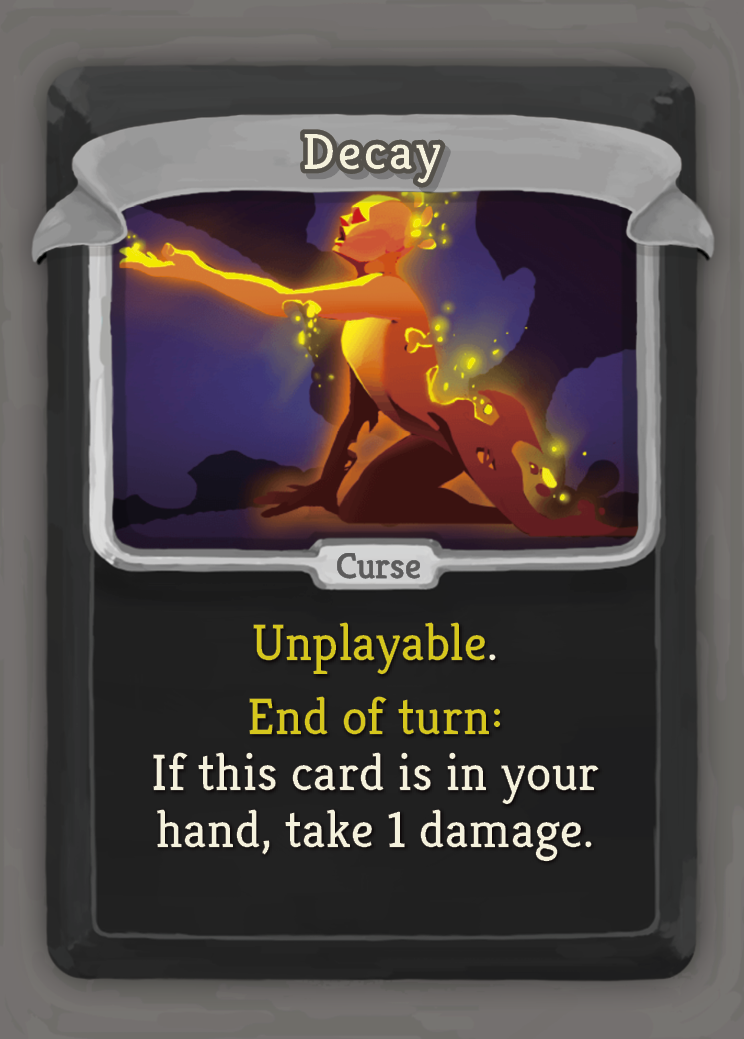 Decay
Curse
Unplayable.
End of turn:
If this card is in your
hand, take 1 damage.